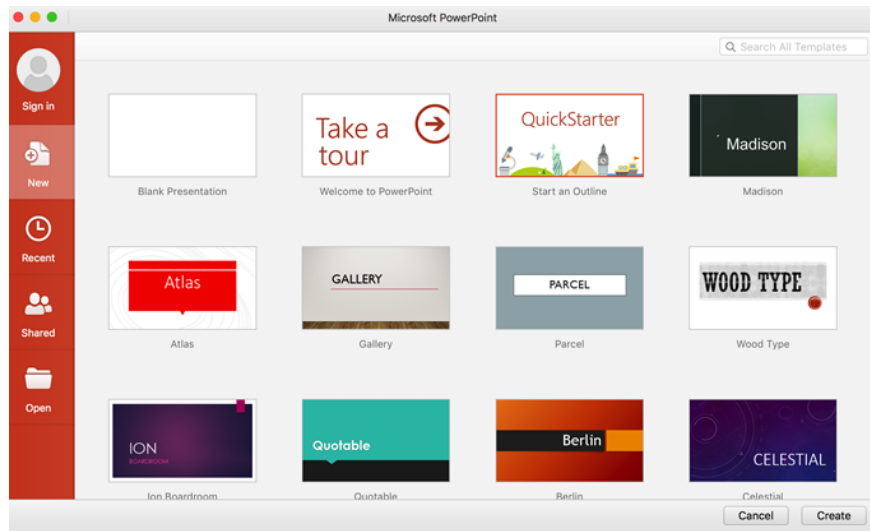 Microsoft PowerPoint
Search All Templates
Sign in
New
Recent
Shared
Open
Take a
tour
QuickStarter
Madison
Blank Presentation
Welcome to PowerPoint
Start an Outline
Madison
Atlas
GALLERY
PARCEL
WOOD TYPE
Atlas
Gallery
Parcel
Wood Type
ION
BOARDROOM
Quotable
Berlin
CELESTIAL
Ion Boardroom
Quotable
Berlin
Celestial
Cancel
Create